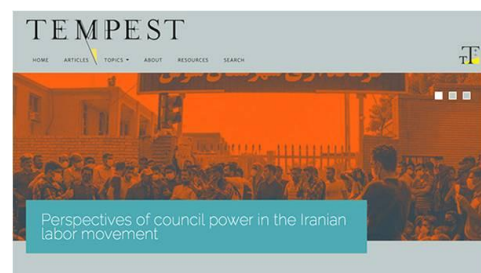 TEMPEST
HOME ARTICLES TOPICS ABOUT RESOURCES SEARCH
Perspectives of council power in the Iranian
labor movement